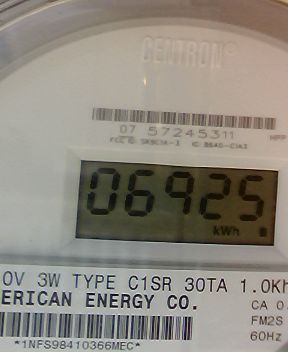 CENTRON®
07 57245311
06925
kWh
0V 3W TYPE C1SR 30TA 1.0Kh
ERICAN ENERGY CO.
CA 0.
FM2S
60Hz
*1NFS98410366MEC*